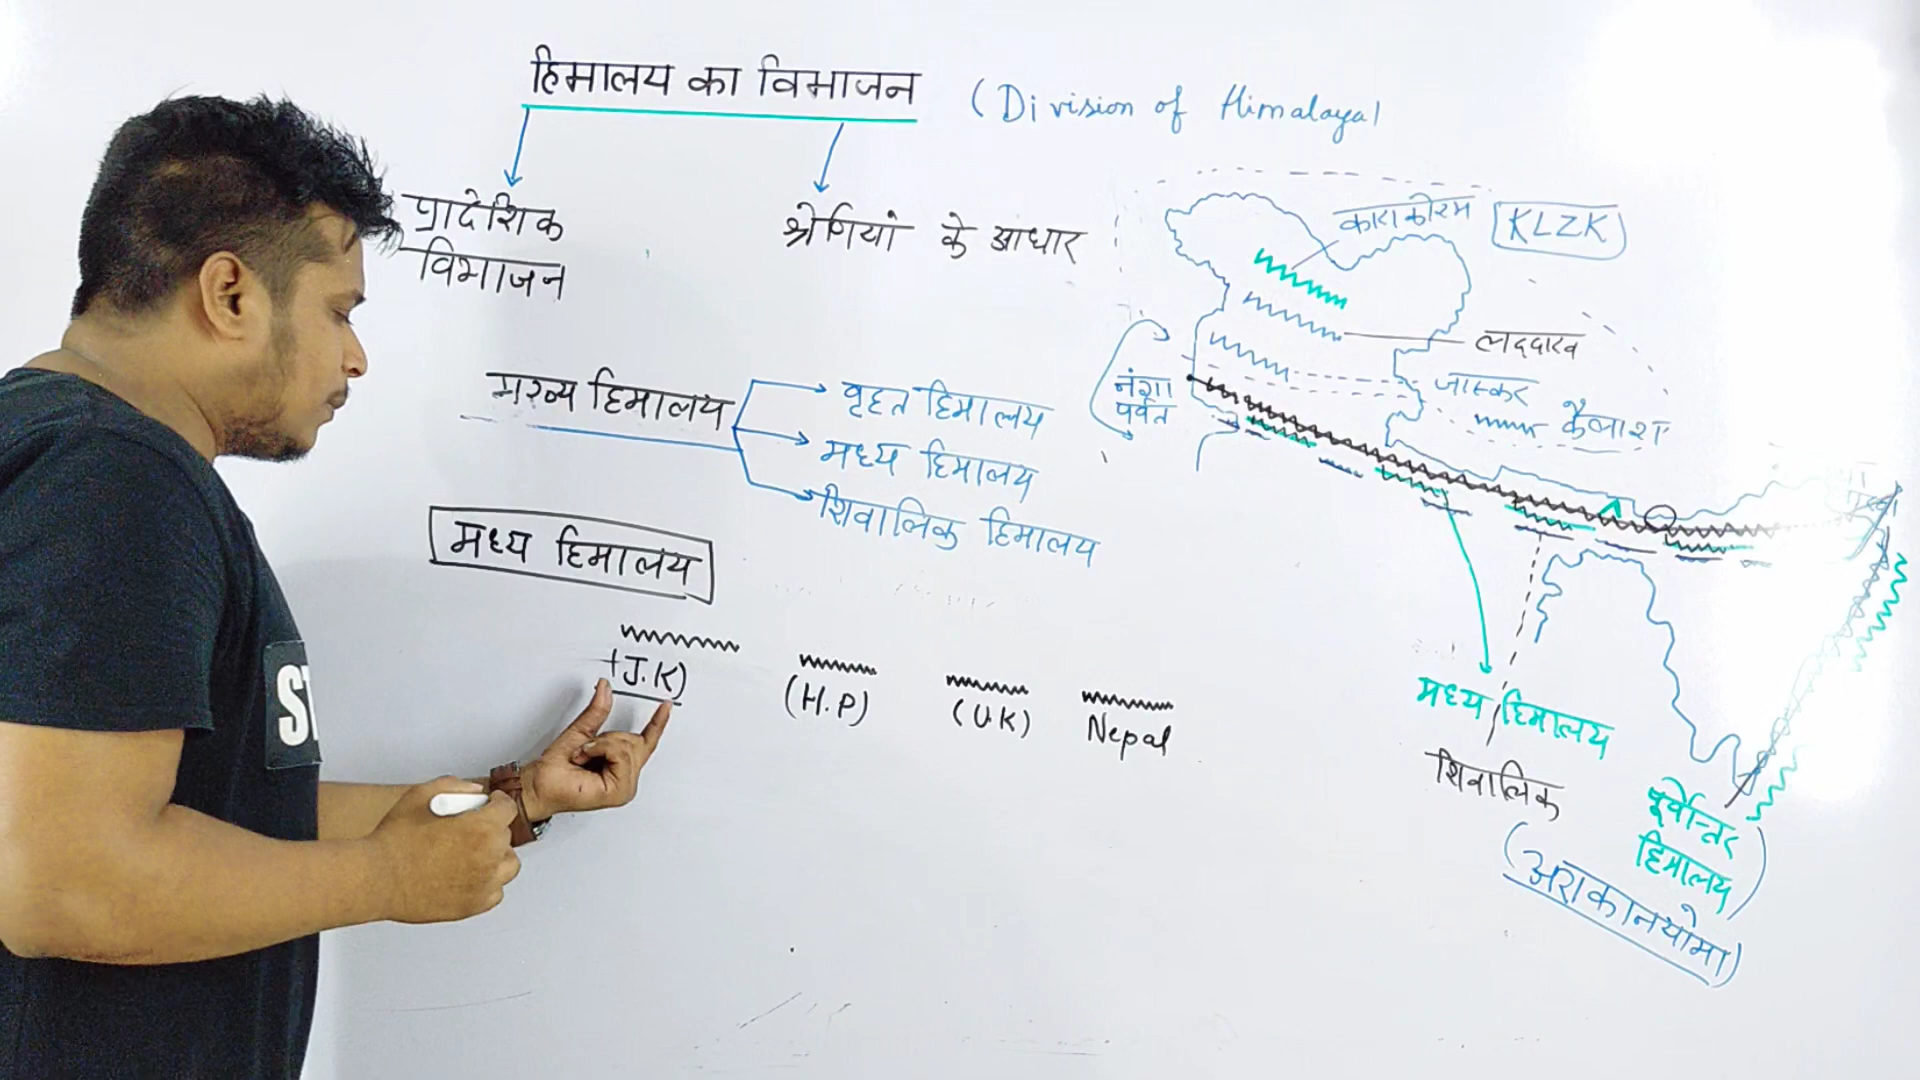 हिमालय का विभाजन (Division of Himalaya)
प्रादेशिक
विभाजन
श्रेणियां के आधार
काराकोरम
KLZK
लद्दाख
जास्कर
कैलाश
नंगा
पर्वत
मुख्य हिमालय
वृहत हिमालय
मध्य हिमालय
शिवालिक हिमालय
मध्य हिमालय
(J.K)
(H.P)
(U.K)
Nepal
मध्य हिमालय
शिवालिक
पूर्वोत्तर
हिमालय
(अराकानयोमा)